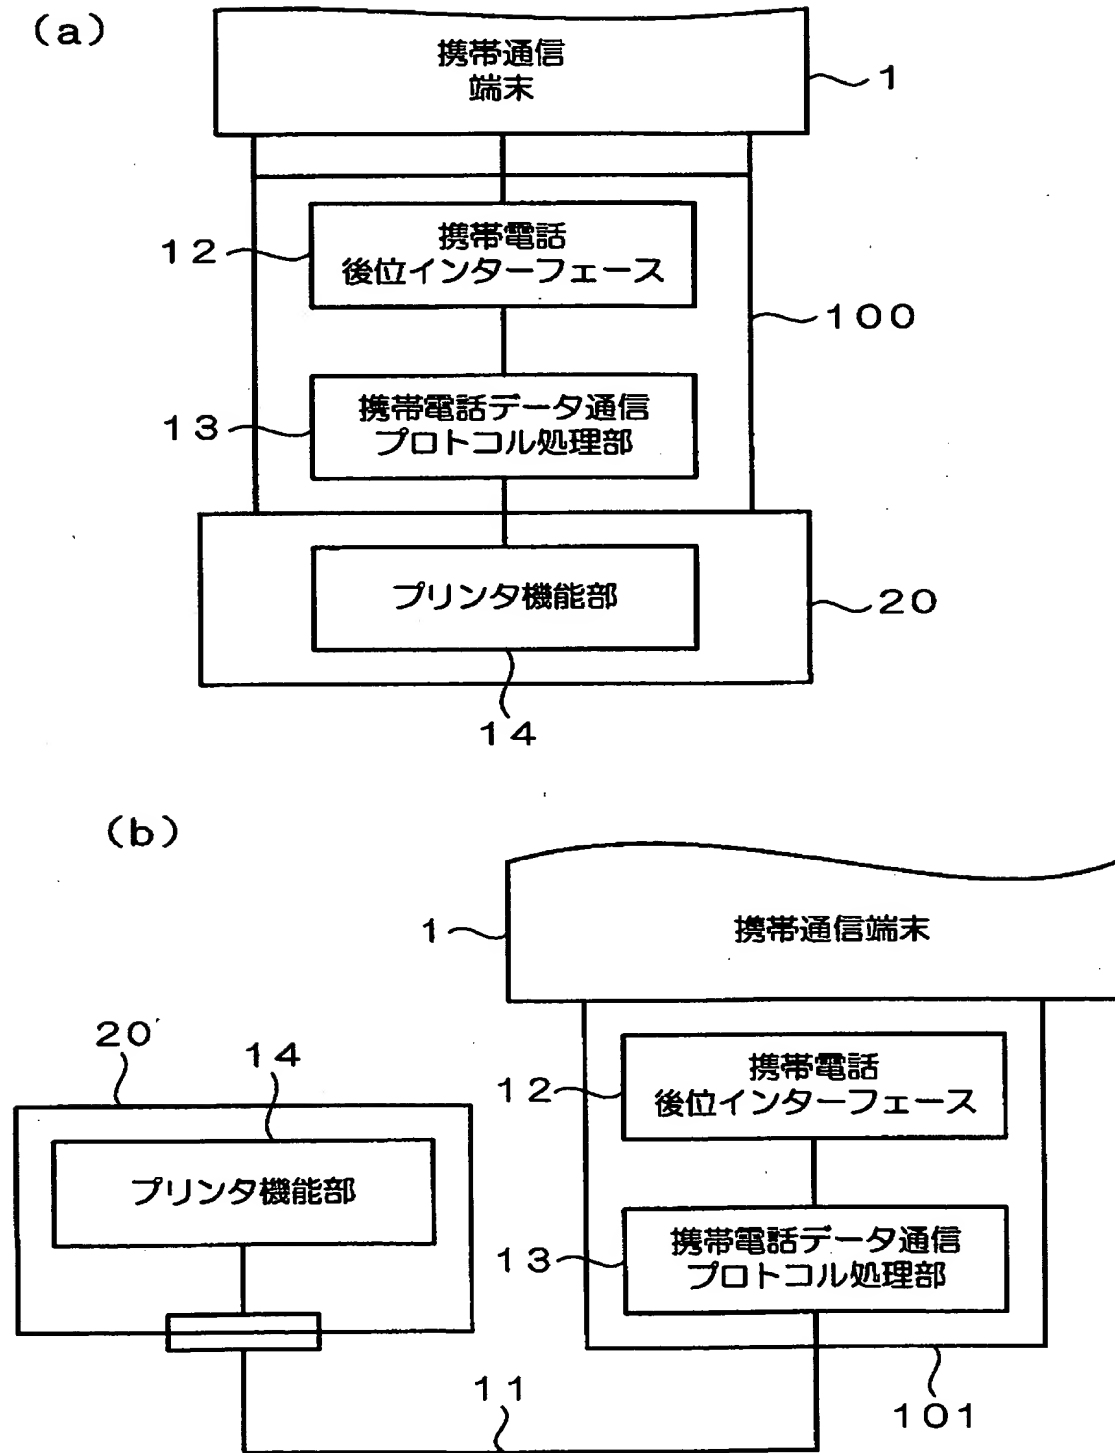 (a)
携帯通信
端末
1
携帯電話
後位インターフェース
12
100
携帯電話データ通信
プロトコル処理部
13
プリンタ機能部
20
14
(b)
1
携帯通信端末
20'
14
携帯電話
後位インターフェース
12
プリンタ機能部
携帯電話データ通信
プロトコル処理部
13
11
101